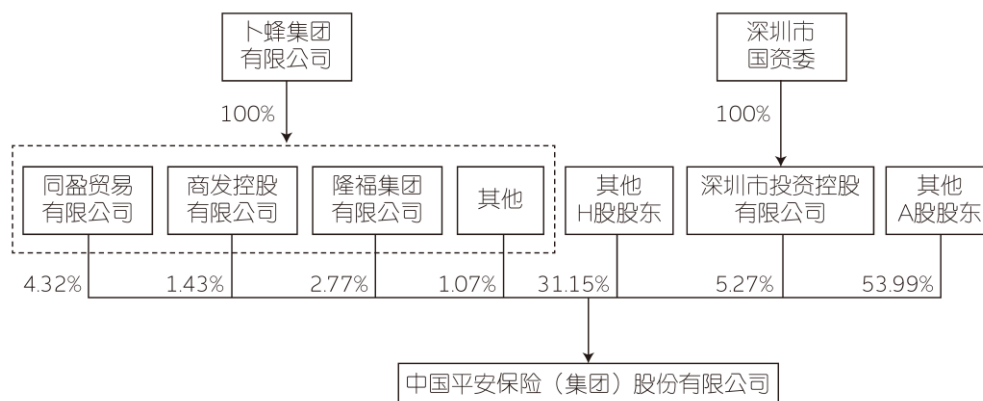 卜蜂集团
有限公司
深圳市
国资委
100%
100%
同盈贸易
有限公司
商发控股
有限公司
隆福集团
有限公司
其他
其他
H股股东
深圳市投资控股
有限公司
其他
A股股东
4.32%
1.43%
2.77%
1.07%
31.15%
5.27%
53.99%
中国平安保险（集团）股份有限公司